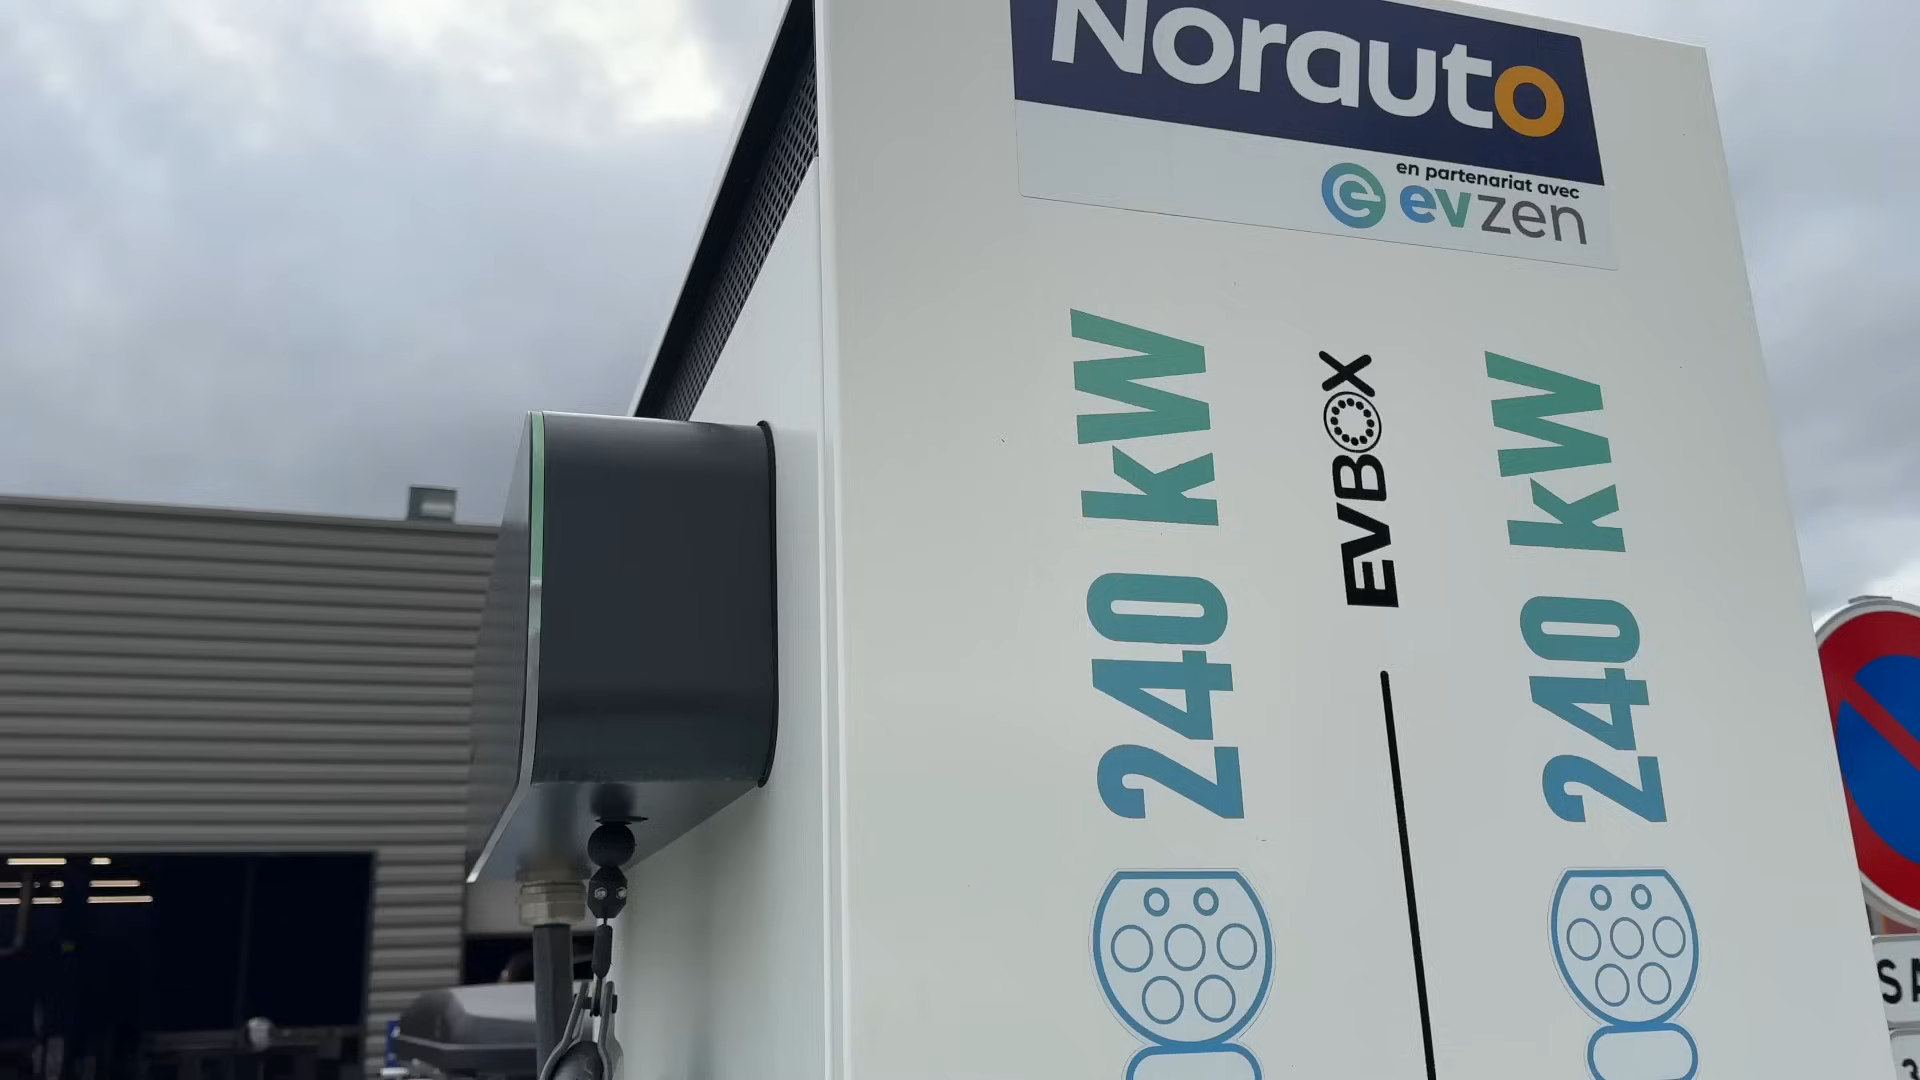 Norauto
en partenariat avec
evzen
240 kW
EVBOX
240 kW